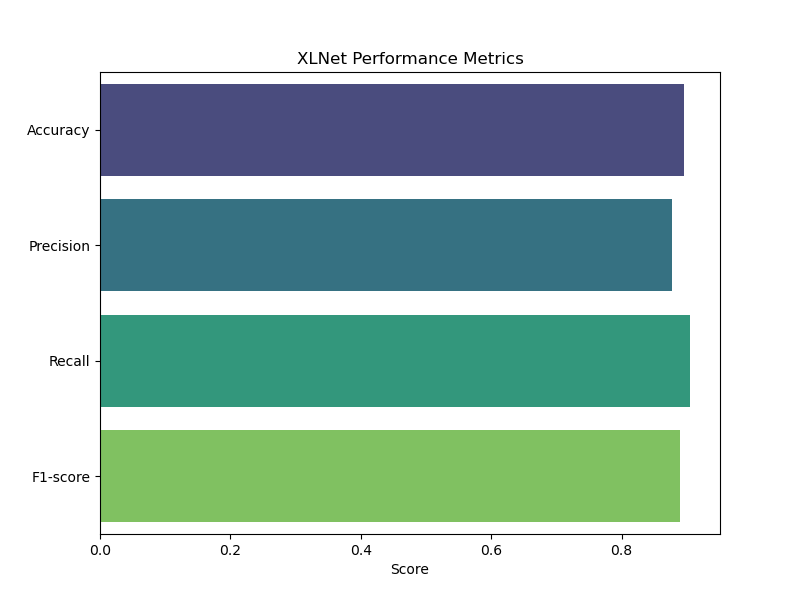 XLNet Performance Metrics
Accuracy
Precision
Recall
F1-score
0.0 0.2 0.4 0.6 0.8
Score